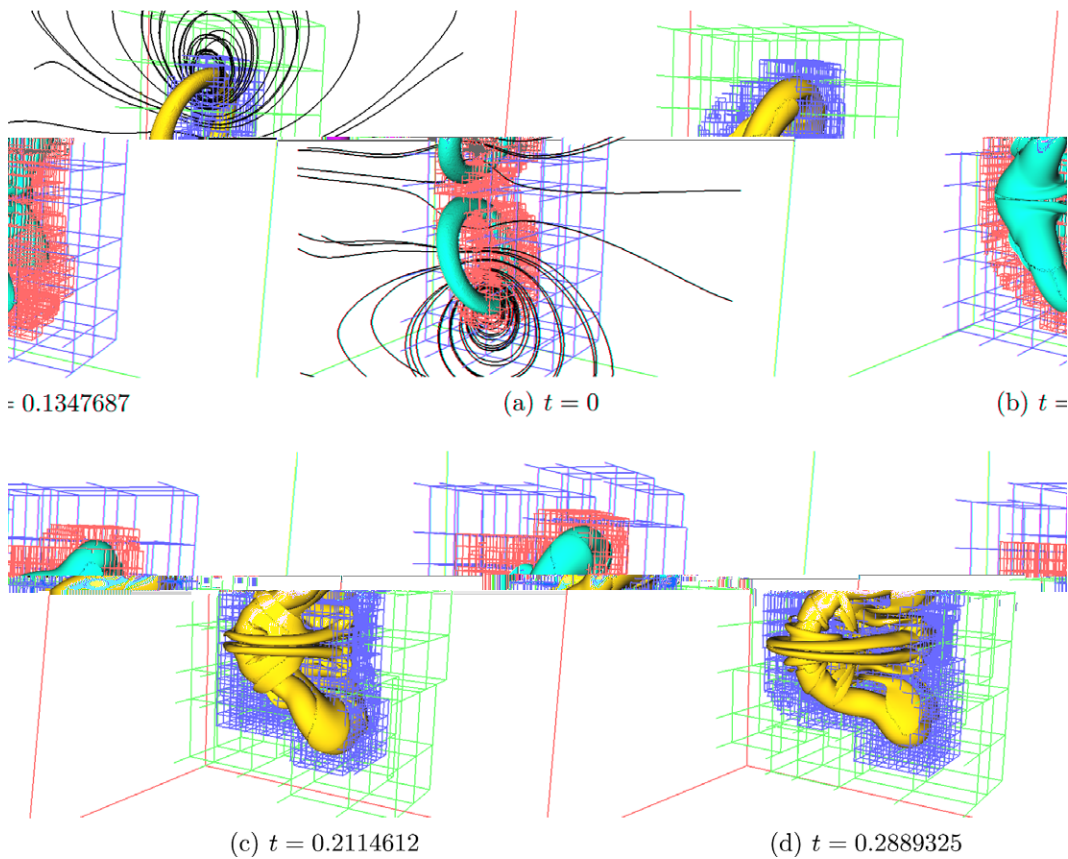 = 0.1347687
(a) t = 0
(b) t =
(c) t = 0.2114612
(d) t = 0.2889325